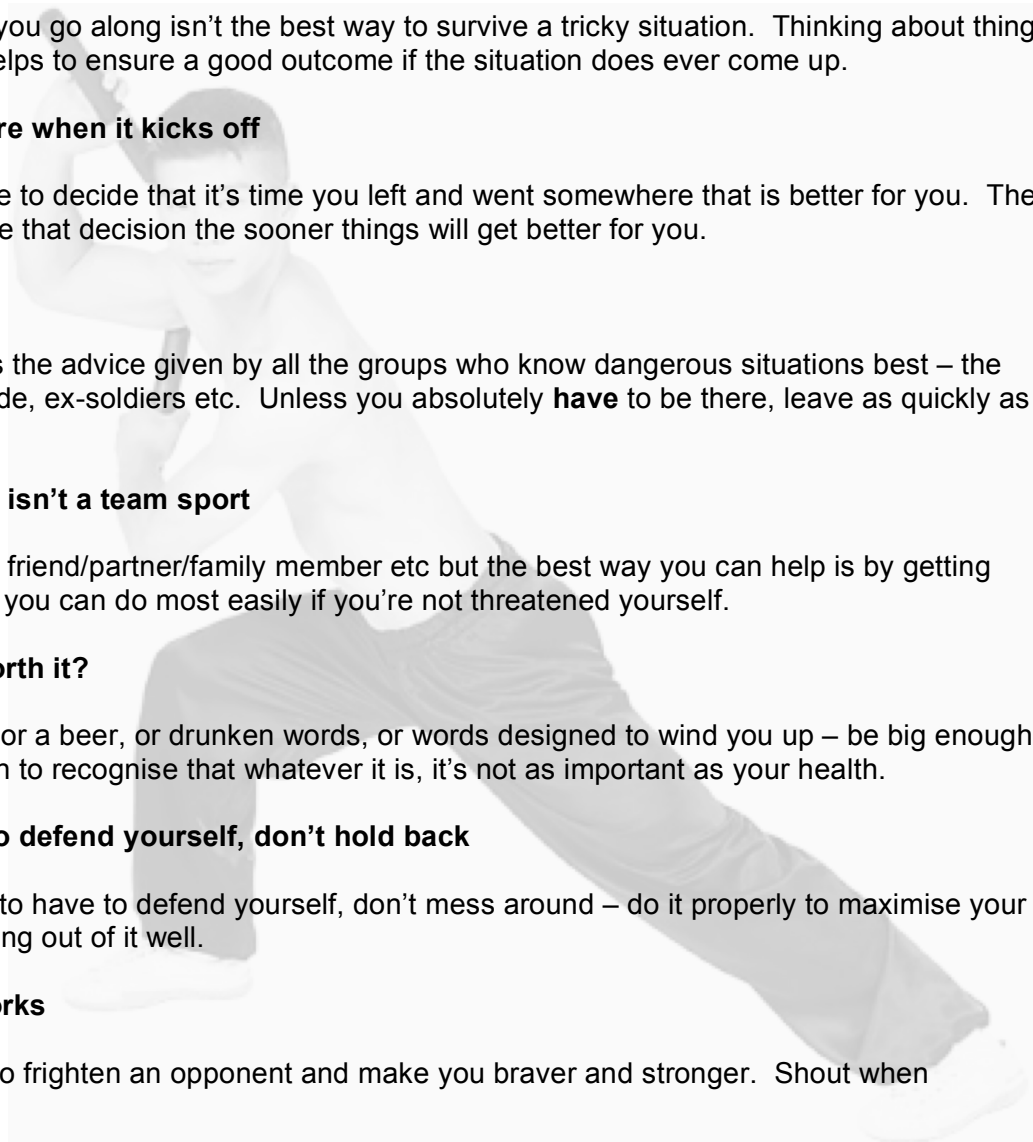 you go along isn’t the best way to survive a tricky situation. Thinking about thing
elps to ensure a good outcome if the situation does ever come up.
re when it kicks off
e to decide that it’s time you left and went somewhere that is better for you. The
e that decision the sooner things will get better for you.
s the advice given by all the groups who know dangerous situations best – the
de, ex-soldiers etc. Unless you absolutely have to be there, leave as quickly as
isn’t a team sport
friend/partner/family member etc but the best way you can help is by getting
you can do most easily if you’re not threatened yourself.
orth it?
or a beer, or drunken words, or words designed to wind you up – be big enough
n to recognise that whatever it is, it’s not as important as your health.
o defend yourself, don’t hold back
to have to defend yourself, don’t mess around – do it properly to maximise your
ng out of it well.
orks
o frighten an opponent and make you braver and stronger. Shout when